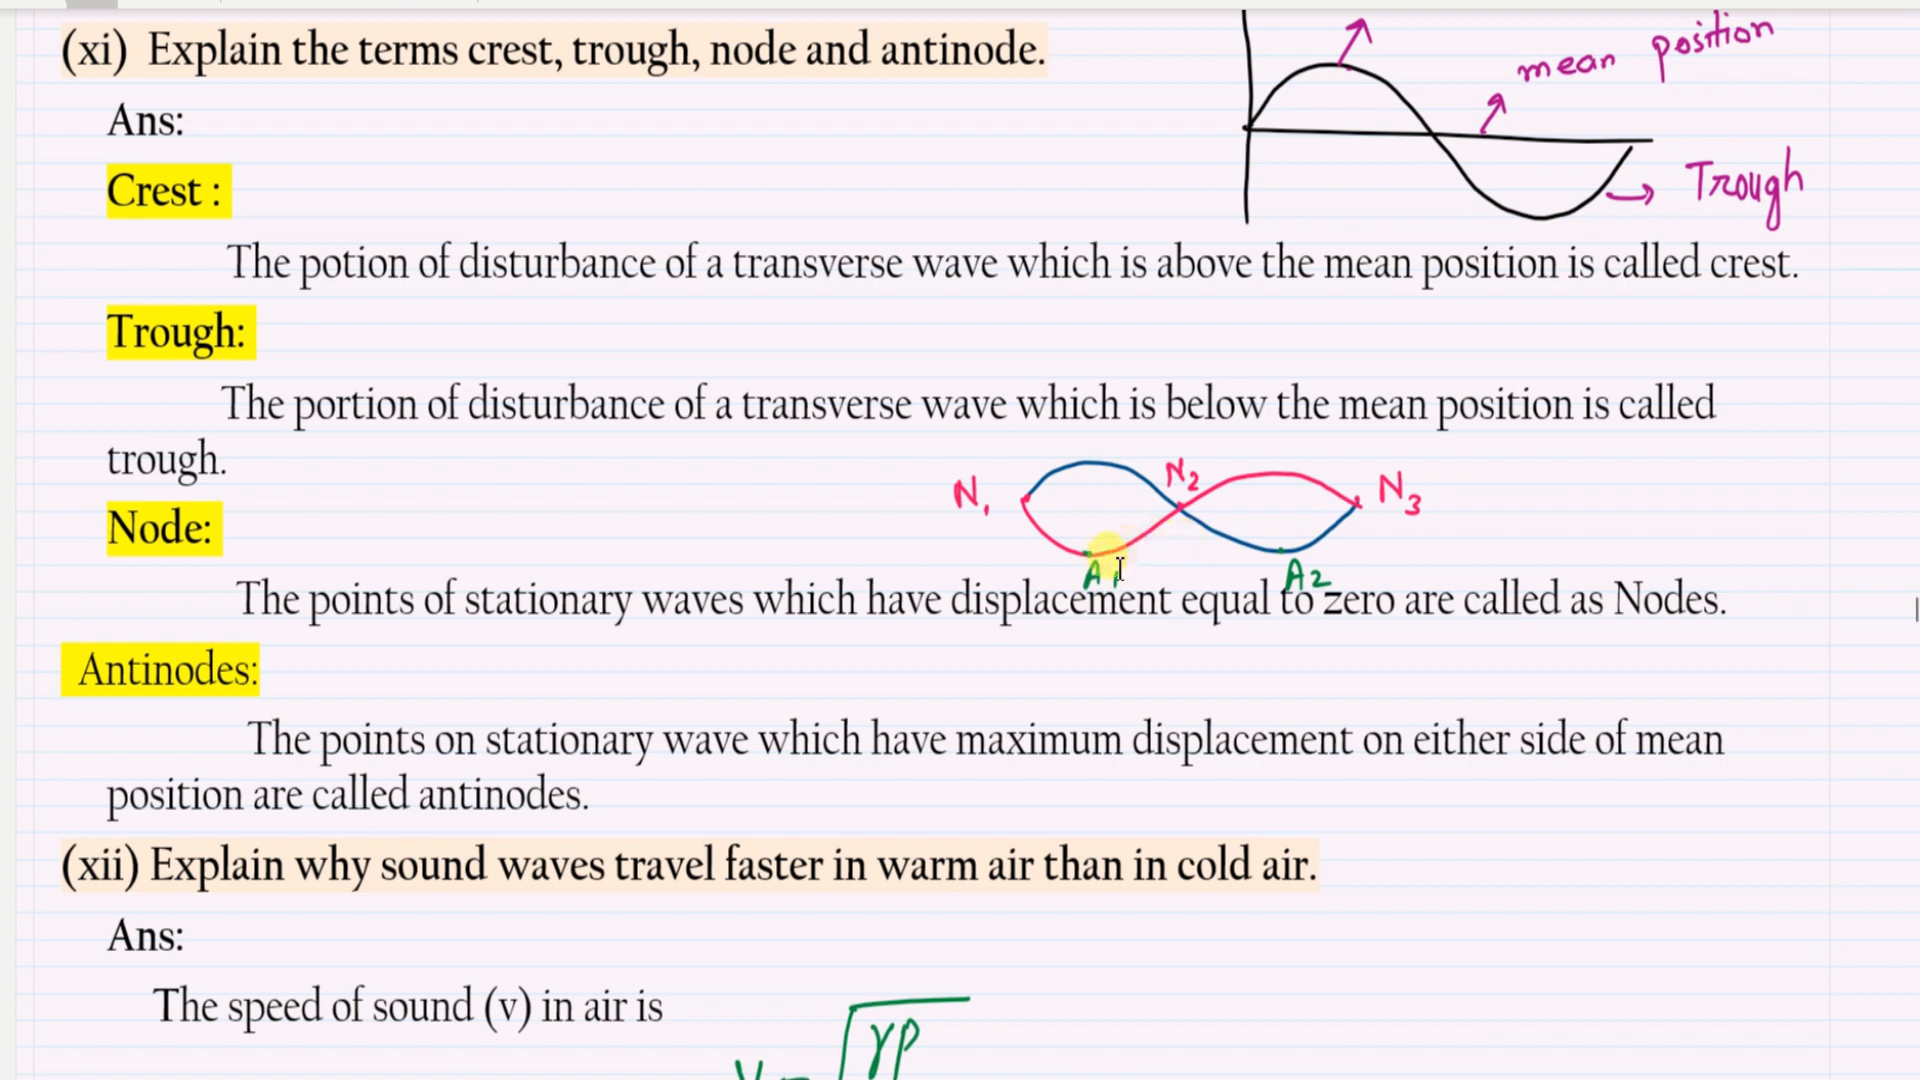 (xi) Explain the terms crest, trough, node and antinode.
mean position
Ans:
Trough
Crest :
The potion of disturbance of a transverse wave which is above the mean position is called crest.
Trough:
The portion of disturbance of a transverse wave which is below the mean position is called
trough.
N1 N2 N3
Node:
A1 A2
The points of stationary waves which have displacement equal to zero are called as Nodes.
Antinodes:
The points on stationary wave which have maximum displacement on either side of mean
position are called antinodes.
(xii) Explain why sound waves travel faster in warm air than in cold air.
Ans:
The speed of sound (v) in air is
v = √γP